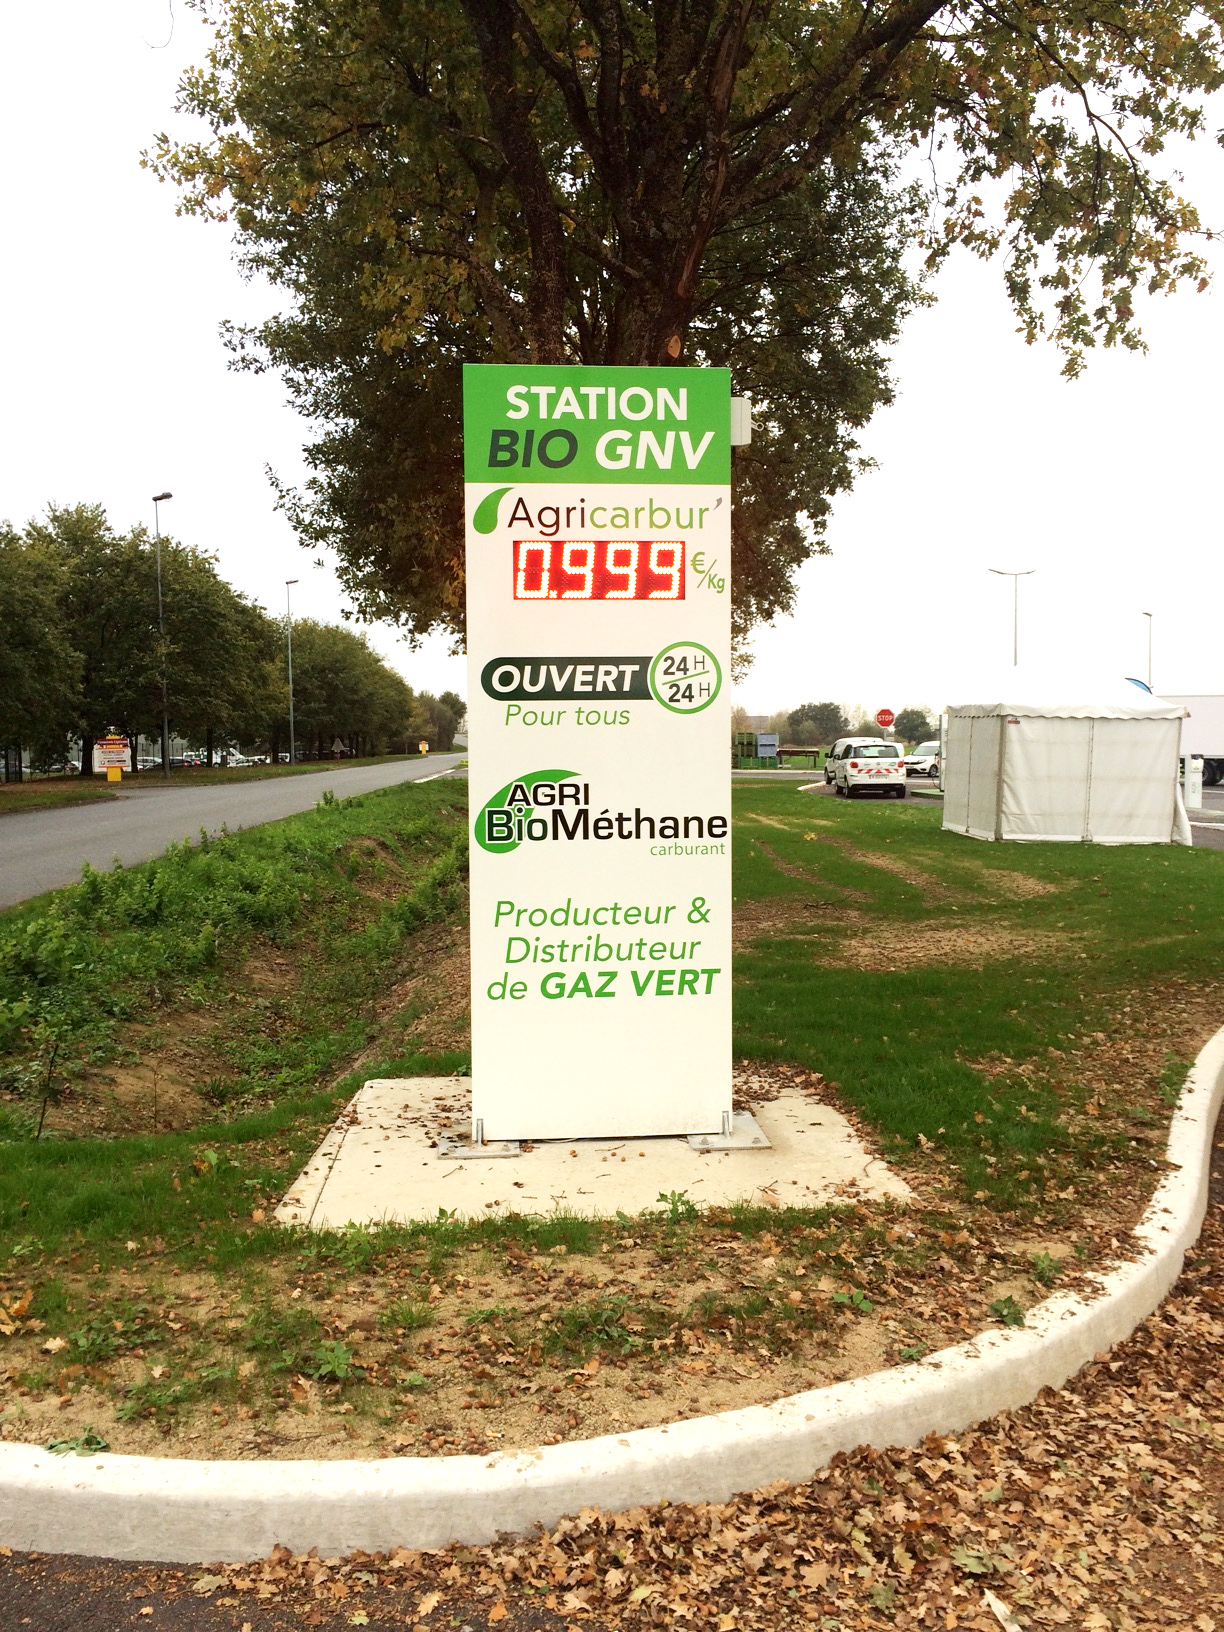 STATION
BIO GNV
Agricarbur'
0.999 €/Kg
OUVERT 24H/24H
Pour tous
AGRI
BioMéthane
carburant
Producteur &
Distributeur
de GAZ VERT
STOP